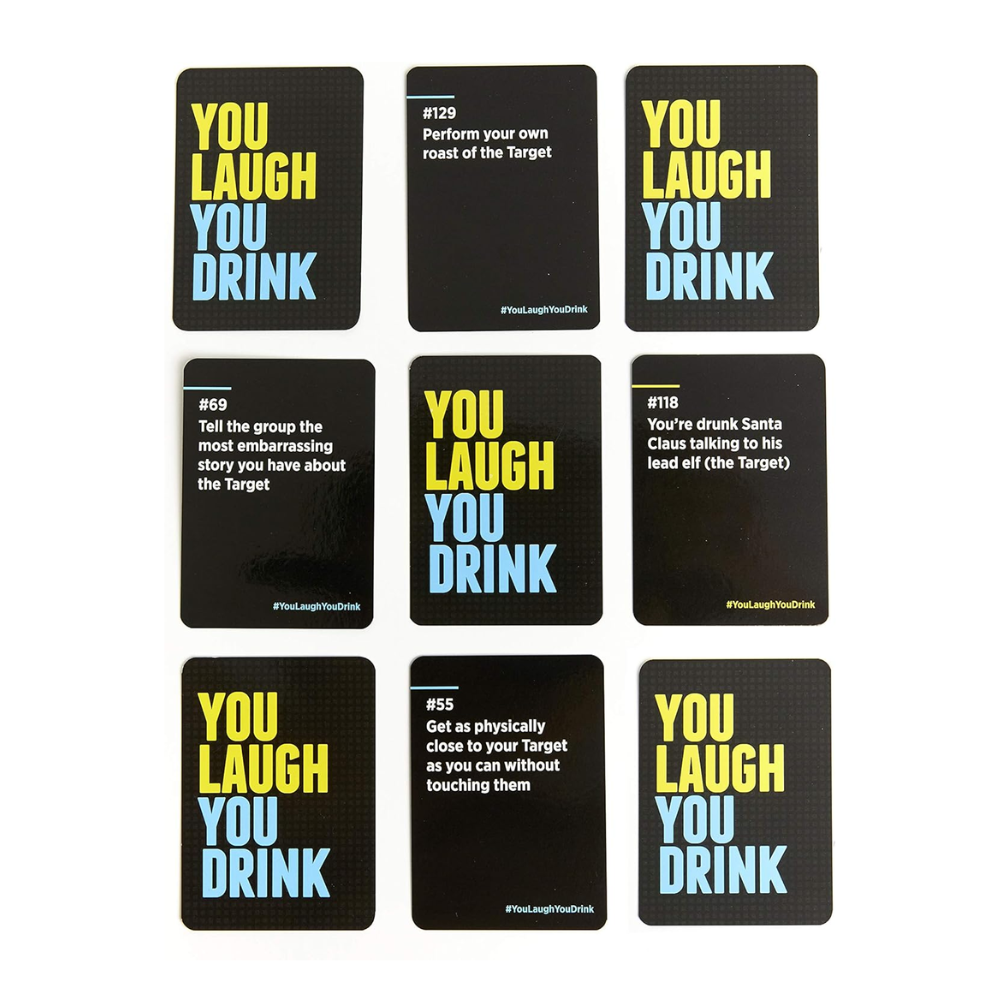 YOU
LAUGH
YOU
DRINK
#129
Perform your own
roast of the Target
#YouLaughYouDrink
YOU
LAUGH
YOU
DRINK
#69
Tell the group the
most embarrassing
story you have about
the Target
#YouLaughYouDrink
YOU
LAUGH
YOU
DRINK
#118
You’re drunk Santa
Claus talking to his
lead elf (the Target)
#YouLaughYouDrink
YOU
LAUGH
YOU
DRINK
#55
Get as physically
close to your Target
as you can without
touching them
#YouLaughYouDrink
YOU
LAUGH
YOU
DRINK